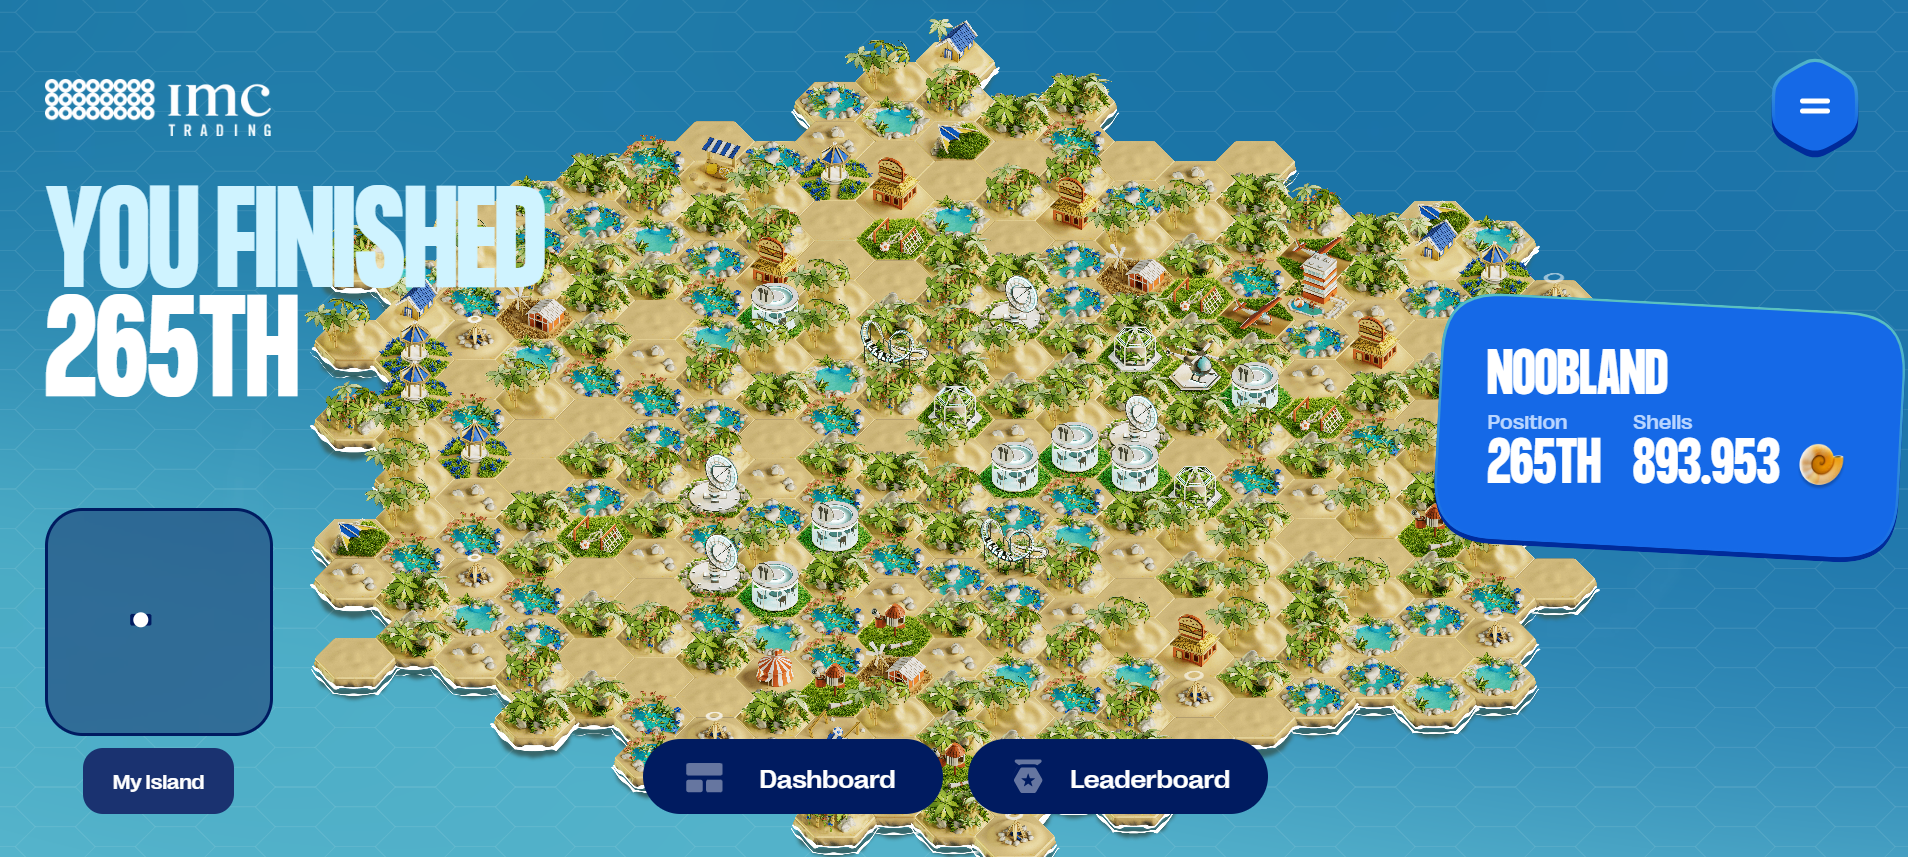 imc
TRADING
YOU FINISHED
265TH
NOOBLAND
Position Shells
265TH 893.953
My Island
Dashboard
Leaderboard